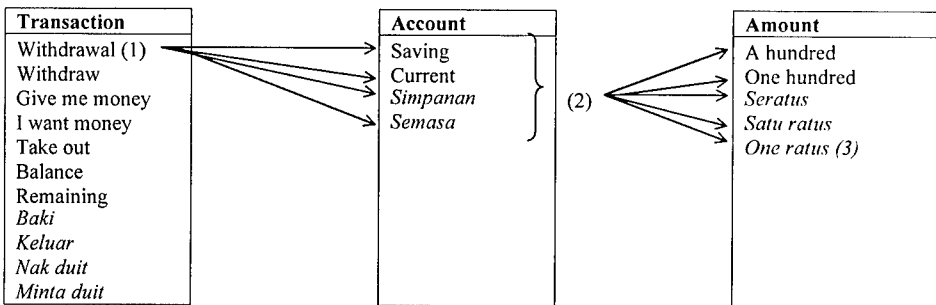 Transaction
Withdrawal (1)
Withdraw
Give me money
I want money
Take out
Balance
Remaining
Baki
Keluar
Nak duit
Minta duit
Account
Saving
Current
Simpanan
Semasa
(2)
Amount
A hundred
One hundred
Seratus
Satu ratus
One ratus (3)